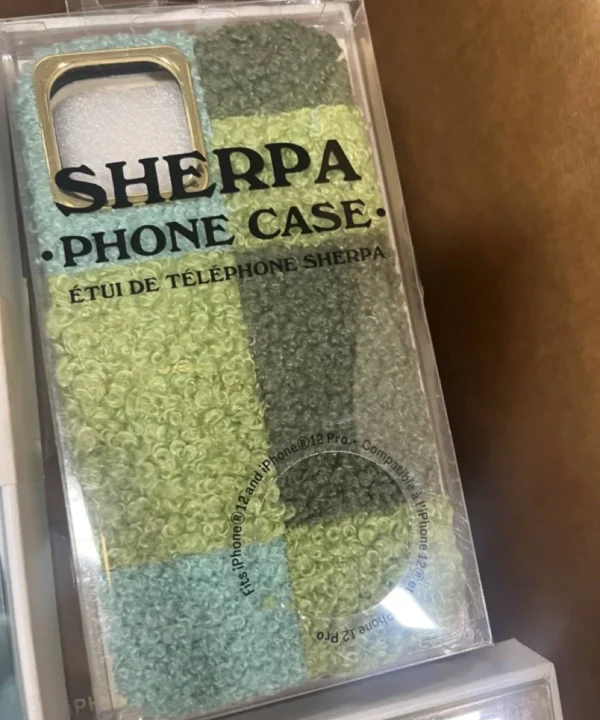 SHERPA
•PHONE CASE•
ÉTUI DE TÉLÉPHONE SHERPA
Fits iPhone® 12 and iPhone® 12 Pro • Compatible à l'iPhone 12® et
iPhone 12 Pro
PH